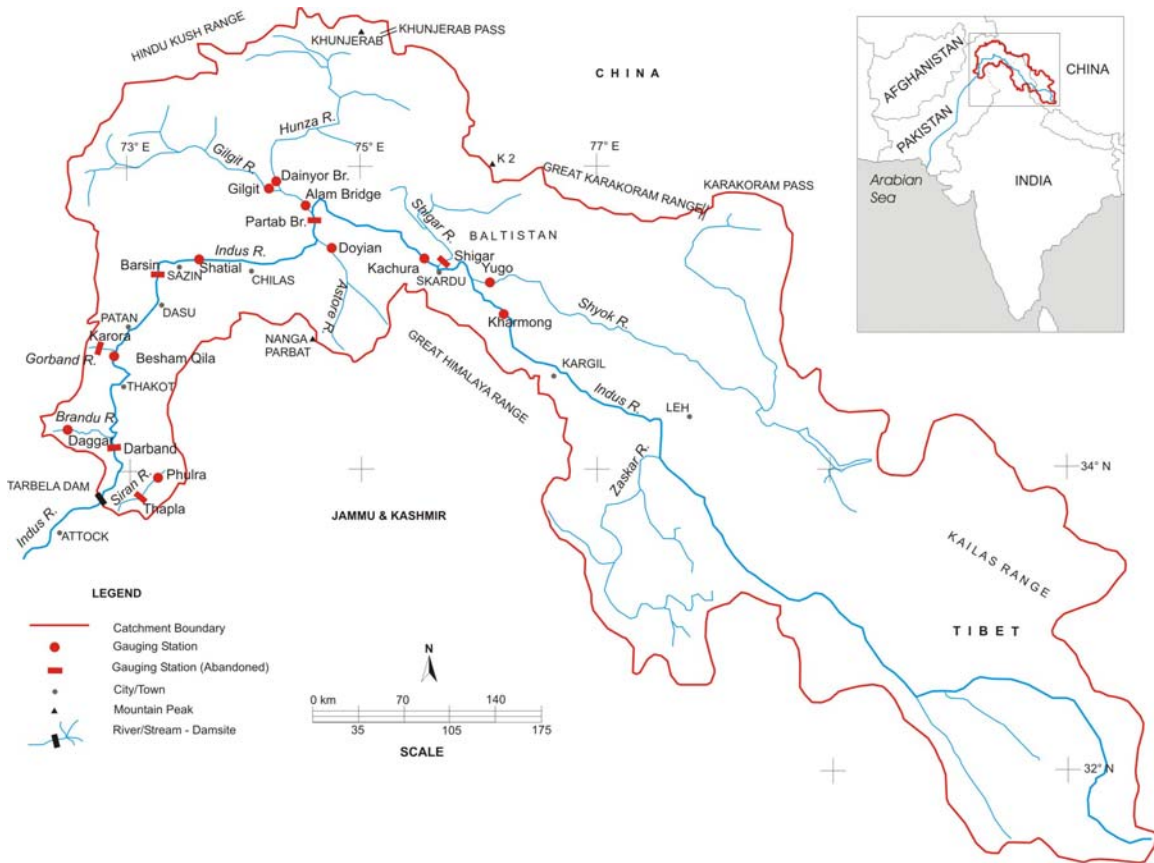 HINDU KUSH RANGE
KHUNJERAB
KHUNJERAB PASS
CHINA
Hunza R.
73° E
75° E
77° E
Gilgit R.
K 2
Dainyor Br.
Gilgit
Alam Bridge
GREAT KARAKORAM RANGE
KARAKORAM PASS
Partab Br.
Shigar R.
BALTISTAN
Indus R.
Doyian
Shigar
Barsin
SAZIN
Shatial
CHILAS
Kachura
SKARDU
Yugo
Astore R.
DASU
Shyok R.
PATAN
Kharmong
Karora
NANGA
PARBAT
Gorband R.
Besham Qila
GREAT HIMALAYA RANGE
KARGIL
THAKOT
Indus R.
LEH
Brandu R.
Daggar
Darband
Zaskar R.
34° N
Phulra
TARBELA DAM
Siran R.
Thapla
Indus R.
ATTOCK
JAMMU & KASHMIR
KAILAS RANGE
TIBET
32° N
LEGEND
Catchment Boundary
Gauging Station
Gauging Station (Abandoned)
City/Town
Mountain Peak
River/Stream - Damsite
N
0 km 70 140
35 105 175
SCALE
AFGHANISTAN
CHINA
PAKISTAN
INDIA
Arabian
Sea